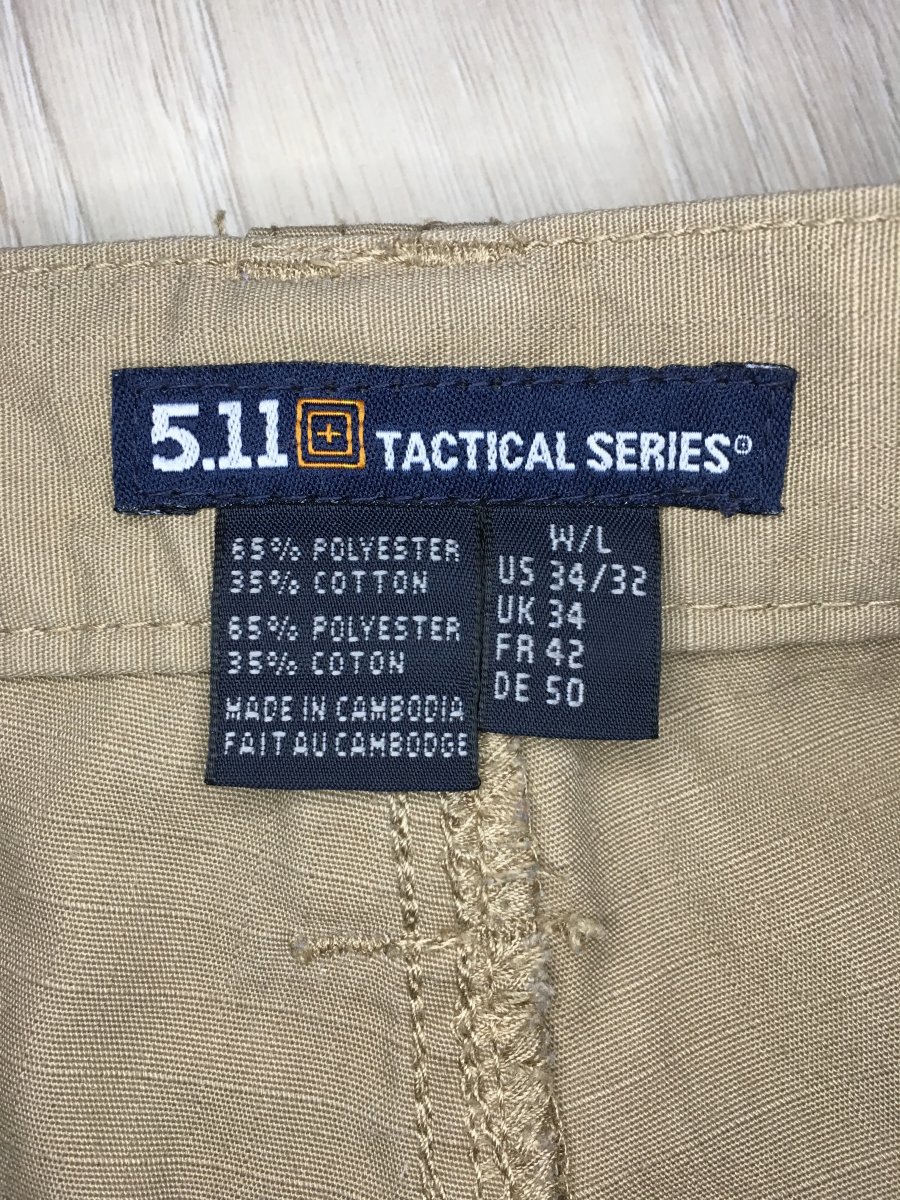 5.11 TACTICAL SERIES®
65% POLYESTER
35% COTTON
65% POLYESTER
35% COTON
MADE IN CAMBODIA
FAIT AU CAMBODGE
W/L
US 34/32
UK 34
FR 42
DE 50